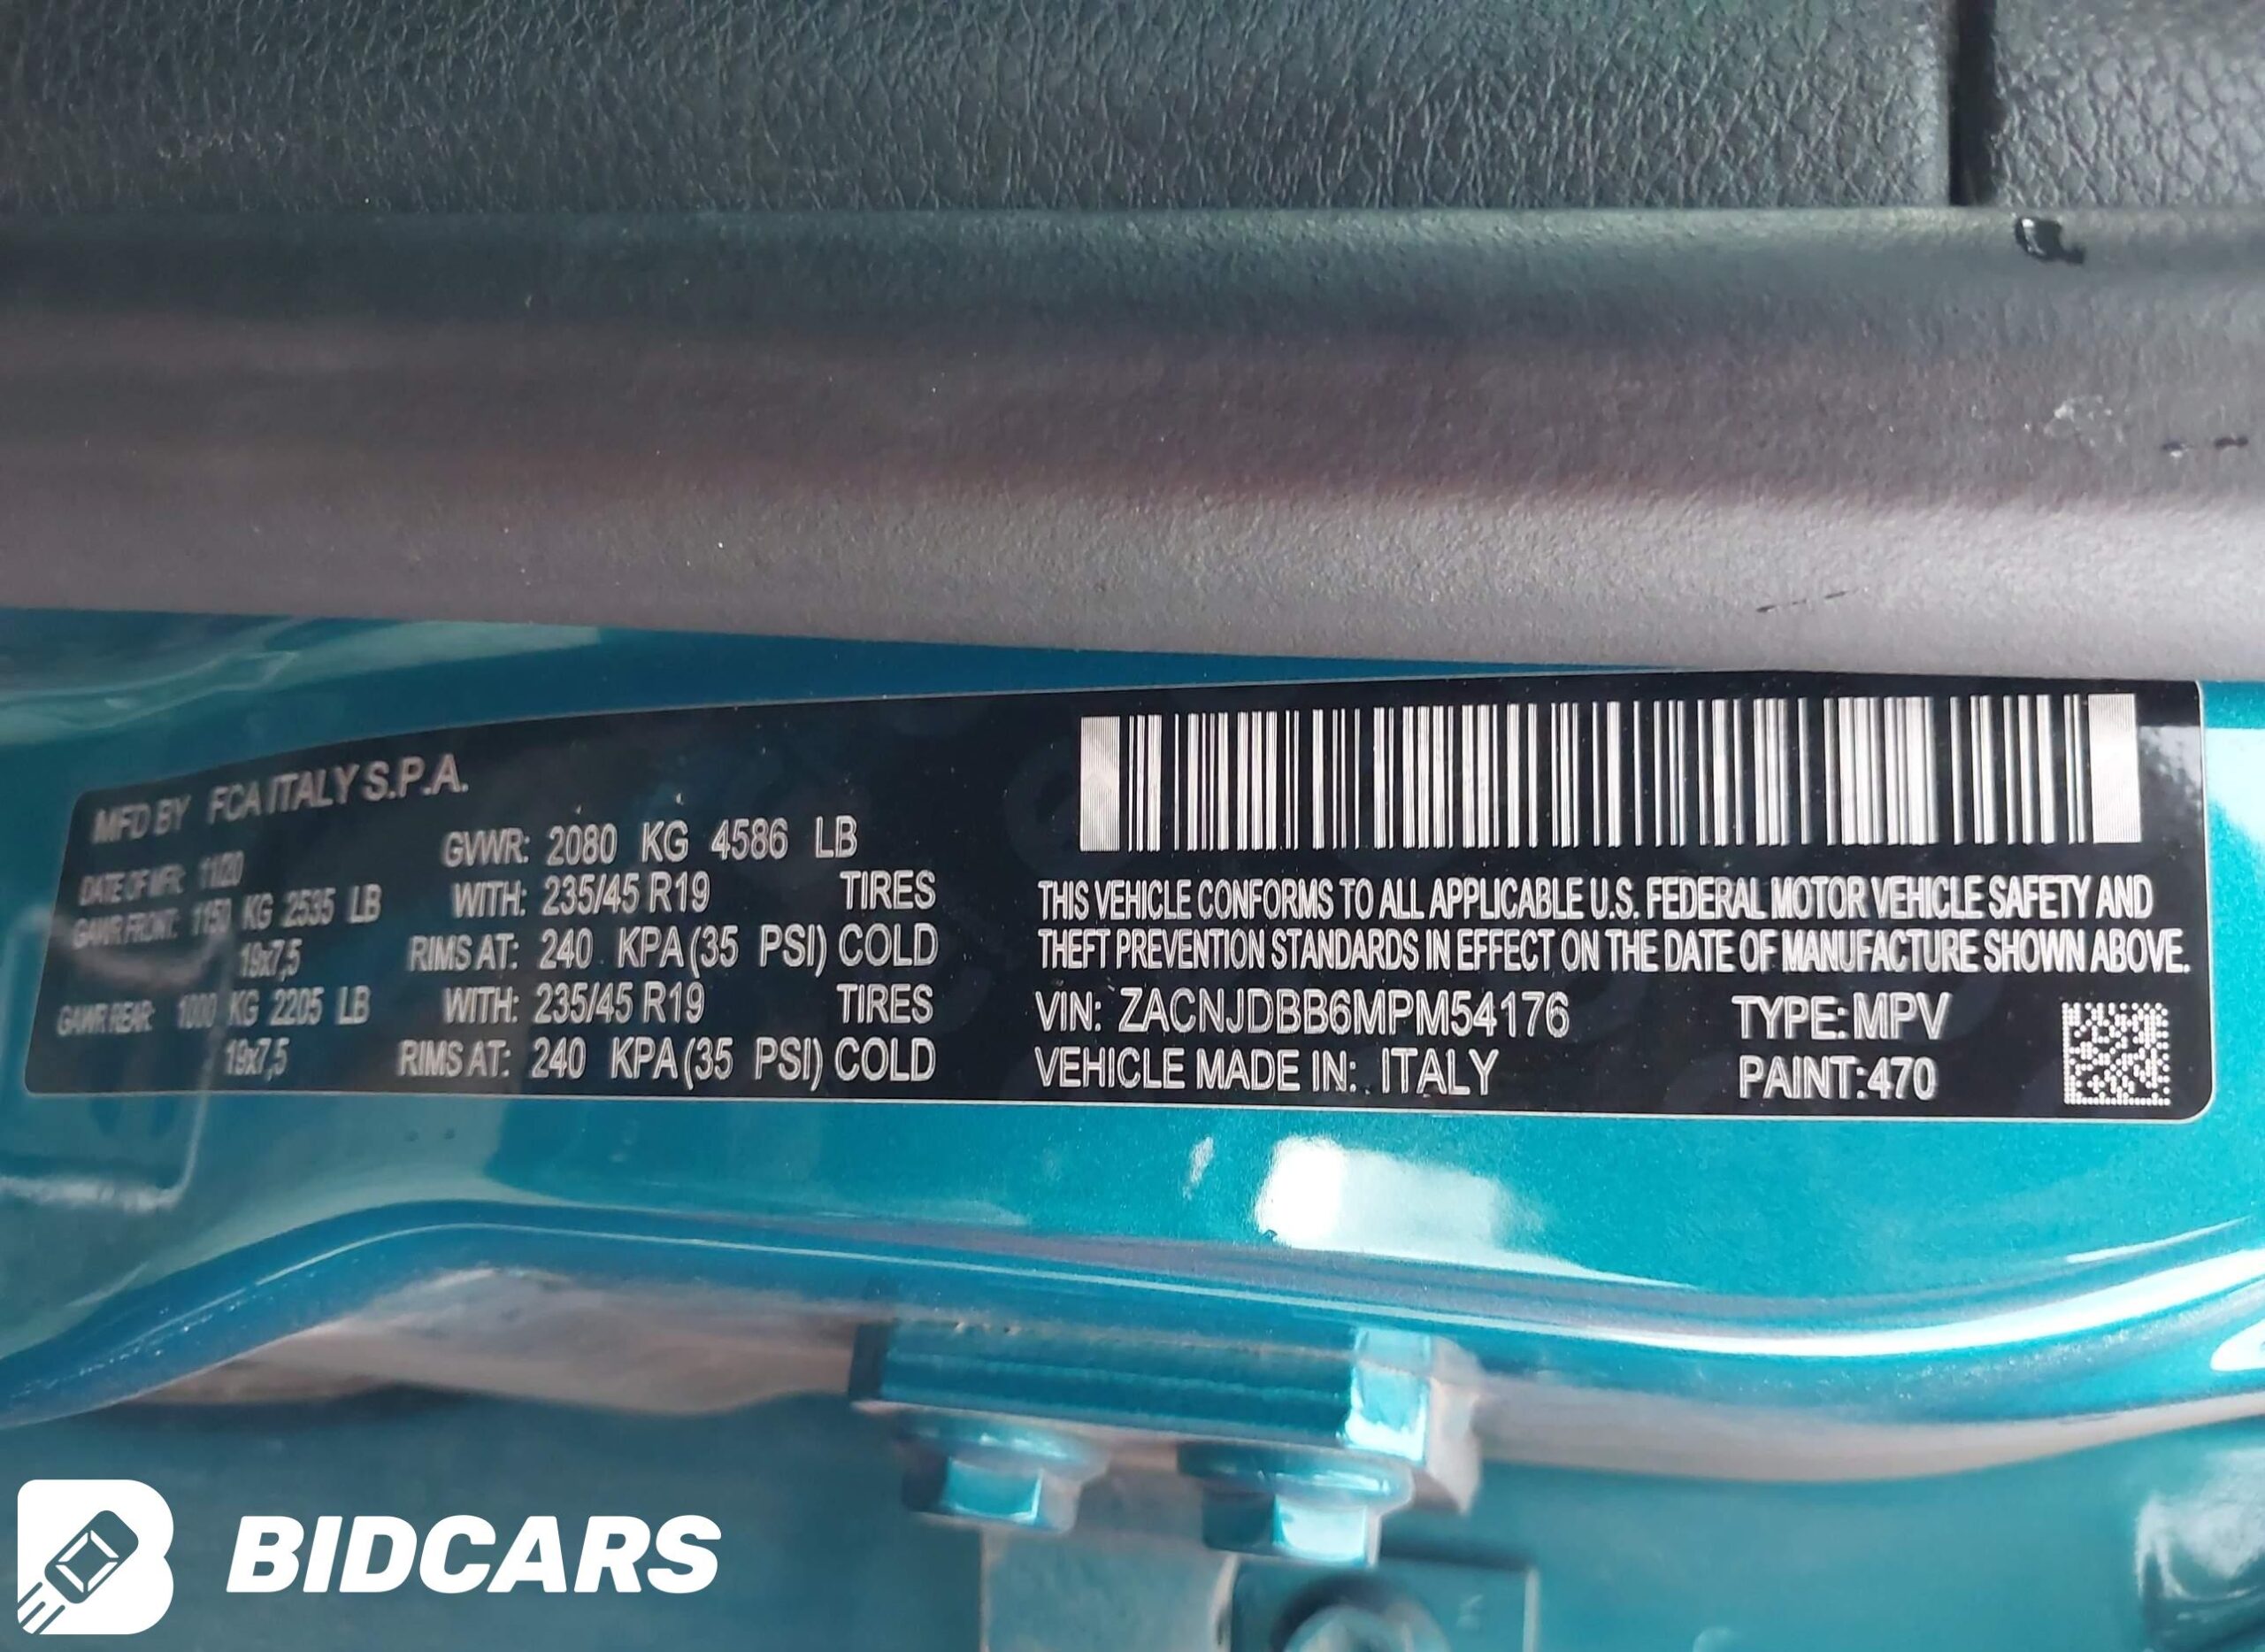 MFD BY FCA ITALY S.P.A.
DATE OF MFR: 11/20 GVWR: 2080 KG 4586 LB
GAWR FRONT: 1150 KG 2535 LB WITH: 235/45 R19 TIRES
19x7,5 RIMS AT: 240 KPA (35 PSI) COLD
GAWR REAR: 1000 KG 2205 LB WITH: 235/45 R19 TIRES
19x7,5 RIMS AT: 240 KPA (35 PSI) COLD
THIS VEHICLE CONFORMS TO ALL APPLICABLE U.S. FEDERAL MOTOR VEHICLE SAFETY AND
THEFT PREVENTION STANDARDS IN EFFECT ON THE DATE OF MANUFACTURE SHOWN ABOVE.
VIN: ZACNJDBB6MPM54176 TYPE: MPV
VEHICLE MADE IN: ITALY PAINT: 470
BIDCARS